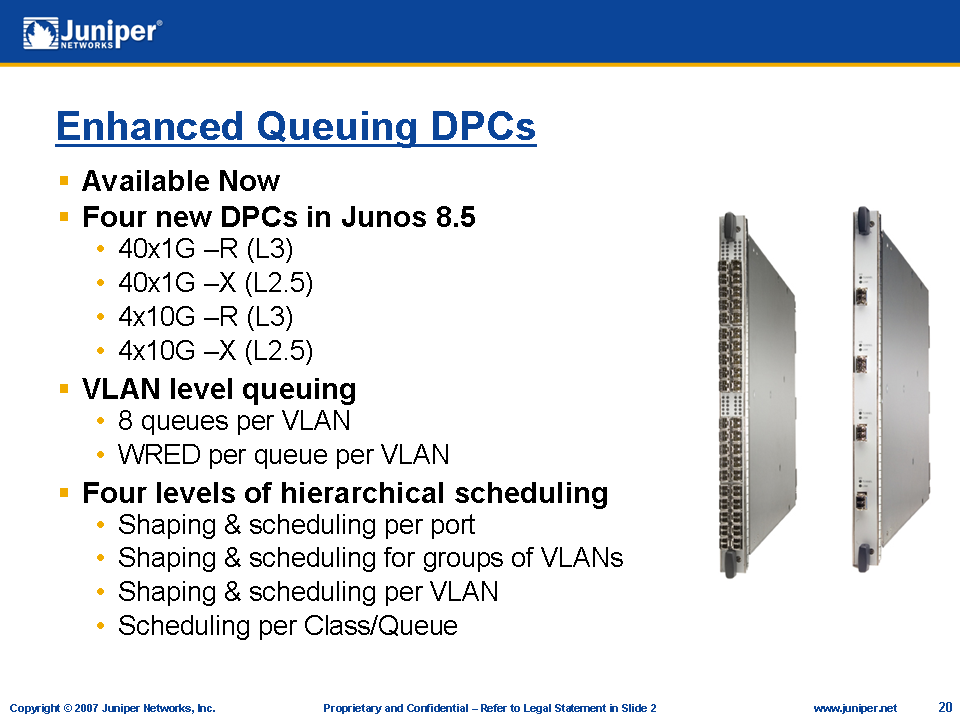 Juniper®
NETWORKS
Enhanced Queuing DPCs
▪ Available Now
▪ Four new DPCs in Junos 8.5
• 40x1G –R (L3)
• 40x1G –X (L2.5)
• 4x10G –R (L3)
• 4x10G –X (L2.5)
▪ VLAN level queuing
• 8 queues per VLAN
• WRED per queue per VLAN
▪ Four levels of hierarchical scheduling
• Shaping & scheduling per port
• Shaping & scheduling for groups of VLANs
• Shaping & scheduling per VLAN
• Scheduling per Class/Queue
Copyright © 2007 Juniper Networks, Inc. Proprietary and Confidential – Refer to Legal Statement in Slide 2 www.juniper.net 20